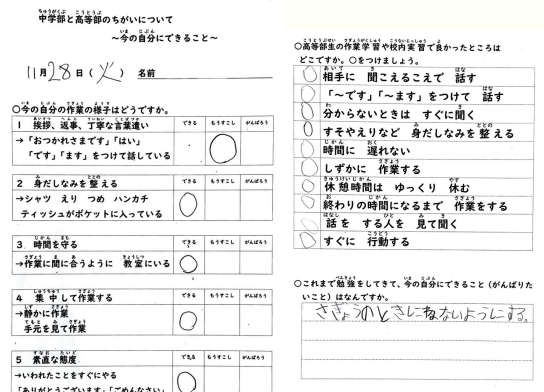 中学部と高等部のちがいについて
～今の自分にできること～
11月28日(火) 名前
○今の自分の作業の様子はどうですか。
1 挨拶、返事、丁寧な言葉遣い できる もうすこし がんばろう
→「おつかれさまです」「はい」
「です」「ます」をつけて話している
2 身だしなみを整える できる もうすこし がんばろう
→シャツ えり つめ ハンカチ
ティッシュがポケットに入っている
3 時間を守る できる もうすこし がんばろう
→作業に間に合うように 教室にいる
4 集中して作業する できる もうすこし がんばろう
→静かに作業
手元を見て作業
5 素直な態度 できる もうすこし がんばろう
→いわれたことをすぐにやる
「ありがとうございます」「ごめんなさい」
○高等部生の作業学習や校内実習で良かったところは
どこですか。○をつけましょう。
相手に 聞こえるこえで 話す
「～です」「～ます」をつけて 話す
分からないときは すぐに聞く
すそやえりなど 身だしなみを 整える
時間に 遅れない
しずかに 作業する
休憩時間は ゆっくり 休む
終わりの時間になるまで 作業をする
話を する人を 見て聞く
すぐに 行動する
○これまで勉強をしてきて、今の自分にできること(がんばりた
いこと)はなんですか。
さぎょうのときしにねないようにする。